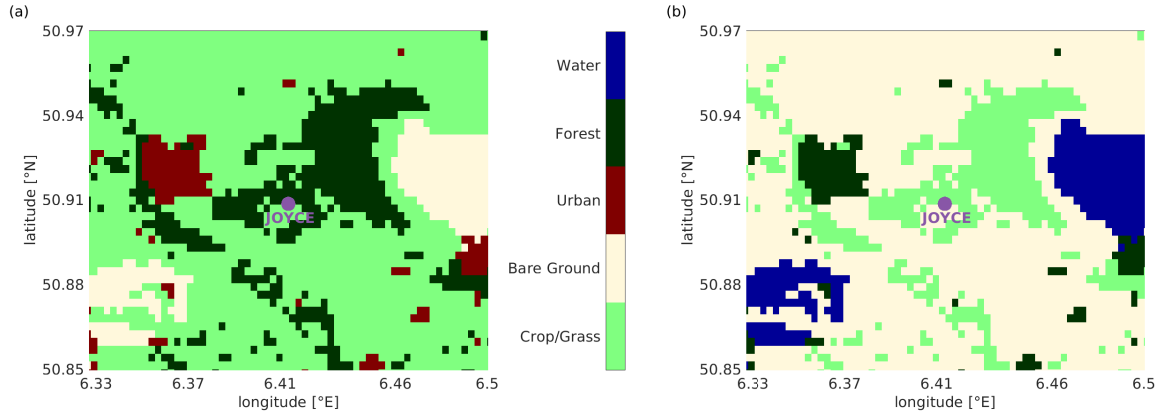 (a)
(b)
50.97
50.94
50.91
50.88
50.85
latitude [°N]
6.33
6.37
6.41
6.46
6.5
longitude [°E]
JOYCE
Water
Forest
Urban
Bare Ground
Crop/Grass
50.97
50.94
50.91
50.88
50.85
latitude [°N]
6.33
6.37
6.41
6.46
6.5
longitude [°E]
JOYCE